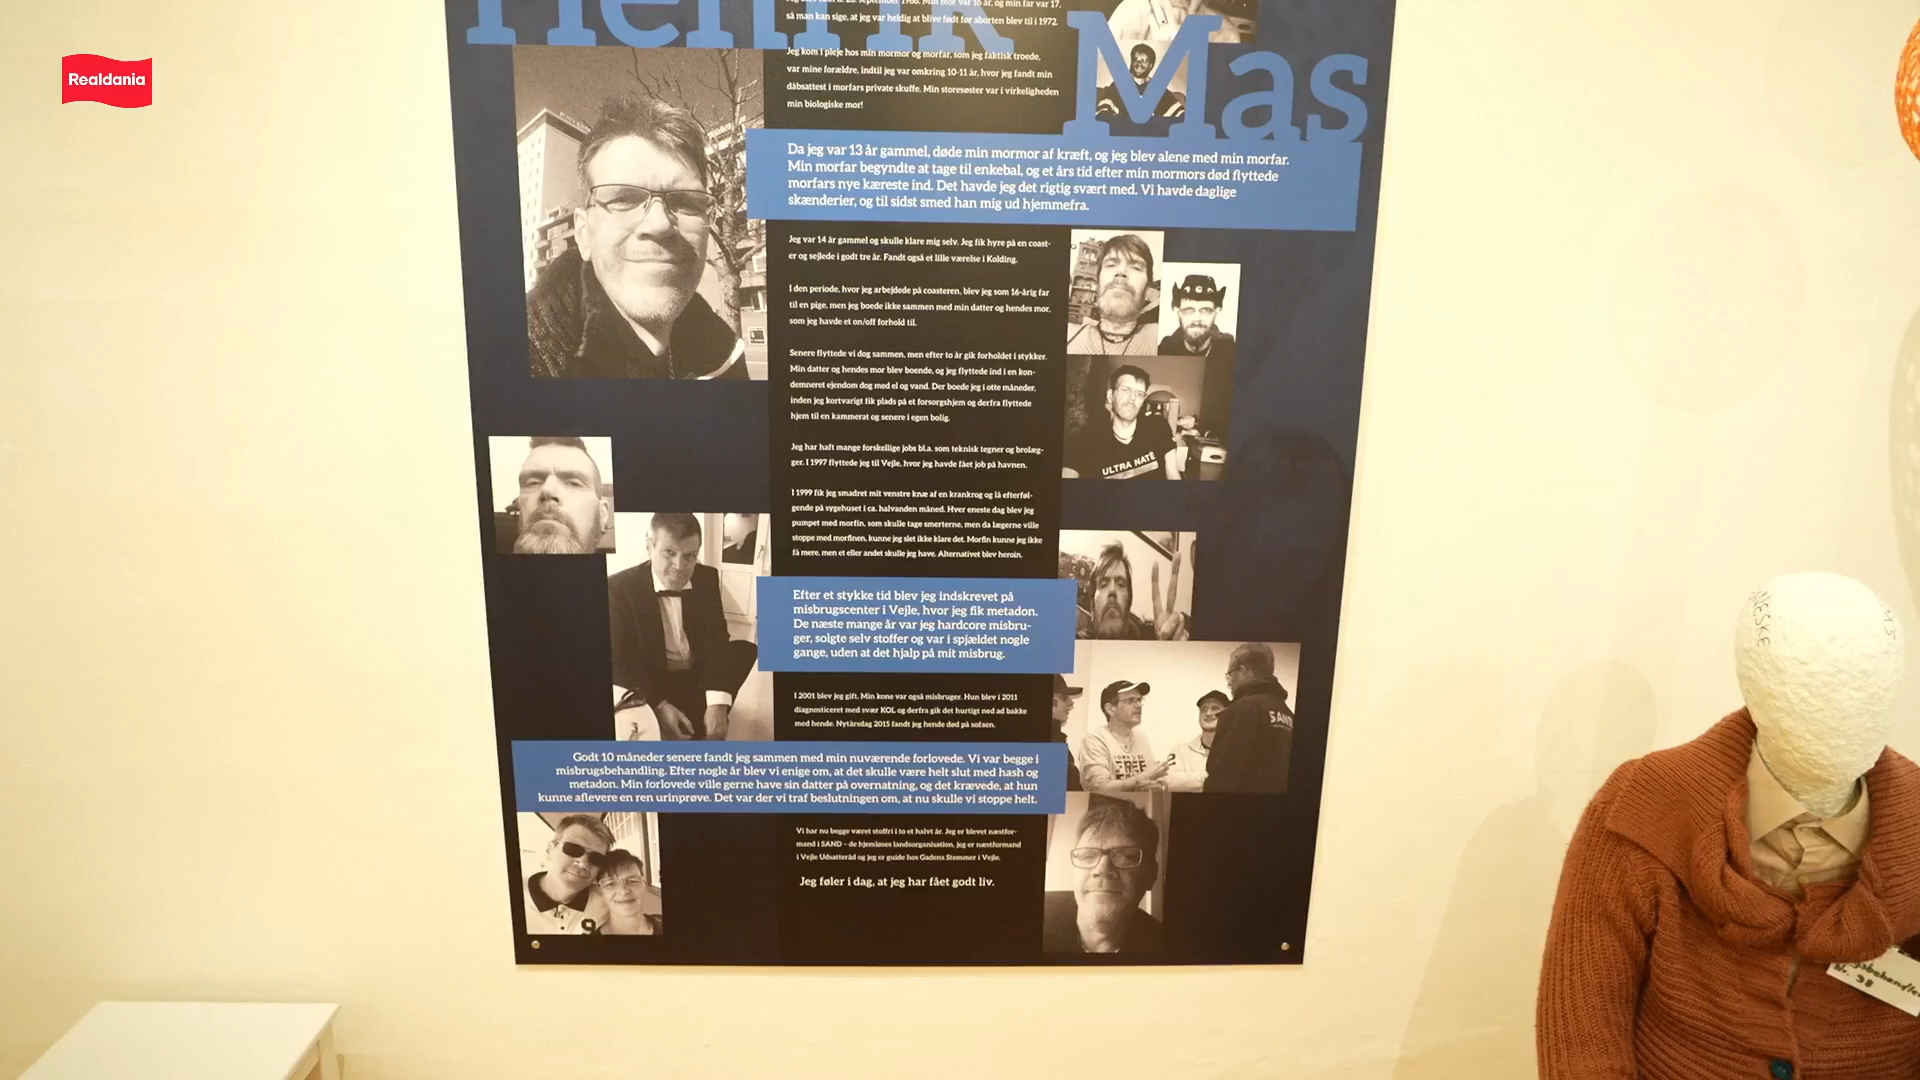 Realdania
Henrik
Mas
1966. Min mor var 16 år, og min far var 17,
så man kan sige, at jeg var heldig at blive født før aborten blev til i 1972.
Jeg kom i pleje hos min mormor og morfar, som jeg faktisk troede,
var mine forældre, indtil jeg var omkring 10-11 år, hvor jeg fandt min
dåbsattest i morfars private skuffe. Min storesøster var i virkeligheden
min biologiske mor!
Da jeg var 13 år gammel, døde min mormor af kræft, og jeg blev alene med min morfar.
Min morfar begyndte at tage til enkebal, og et års tid efter min mormors død flyttede
morfars nye kæreste ind. Det havde jeg det rigtig svært med. Vi havde daglige
skænderier, og til sidst smed han mig ud hjemmefra.
Jeg var 14 år gammel og skulle klare mig selv. Jeg fik hyre på en coast-
er og sejlede i godt tre år. Fandt også et lille værelse i Kolding.
I den periode, hvor jeg arbejdede på coasteren, blev jeg som 16-årig far
til en pige, men jeg boede ikke sammen med min datter og hendes mor,
som jeg havde et on/off forhold til.
Senere flyttede vi dog sammen, men efter to år gik forholdet i stykker.
Min datter og hendes mor blev boende, og jeg flyttede ind i en kon-
demneret ejendom dog med el og vand. Der boede jeg i otte måneder,
inden jeg kortvarigt fik plads på et forsorgshjem og derfra flyttede
hjem til en kammerat og senere i egen bolig.
Jeg har haft mange forskellige jobs bl.a. som teknisk tegner og brolæg-
ger. I 1997 flyttede jeg til Vejle, hvor jeg havde fået job på havnen.
I 1999 fik jeg smadret mit venstre knæ af en krankrog og lå efterføl-
gende på sygehuset i ca. halvanden måned. Hver eneste dag blev jeg
pumpet med morfin, som skulle tage smerterne, men da lægerne ville
stoppe med morfinen, kunne jeg slet ikke klare det. Morfin kunne jeg ikke
få mere, men et eller andet skulle jeg have. Alternativet blev heroin.
ULTRA NATÉ
Efter et stykke tid blev jeg indskrevet på
misbrugscenter i Vejle, hvor jeg fik metadon.
De næste mange år var jeg hardcore misbru-
ger, solgte selv stoffer og var i spjældet nogle
gange, uden at det hjalp på mit misbrug.
I 2001 blev jeg gift. Min kone var også misbruger. Hun blev i 2011
diagnosticeret med svær KOL og derfra gik det hurtigt ned ad bakke
med hende. Nytårsdag 2015 fandt jeg hende død på sofaen.
SAND
FREE
2
Godt 10 måneder senere fandt jeg sammen med min nuværende forlovede. Vi var begge i
misbrugsbehandling. Efter nogle år blev vi enige om, at det skulle være helt slut med hash og
metadon. Min forlovede ville gerne have sin datter på overnatning, og det krævede, at hun
kunne aflevere en ren urinprøve. Det var der vi traf beslutningen om, at nu skulle vi stoppe helt.
Vi har nu begge været stoffri i to et halvt år. Jeg er blevet næstfor-
mand i SAND - de hjemløses landsorganisation, jeg er næstformand
i Vejle Udsatteråd og jeg er guide hos Gadens Stemmer i Vejle.
Jeg føler i dag, at jeg har fået godt liv.
9
98